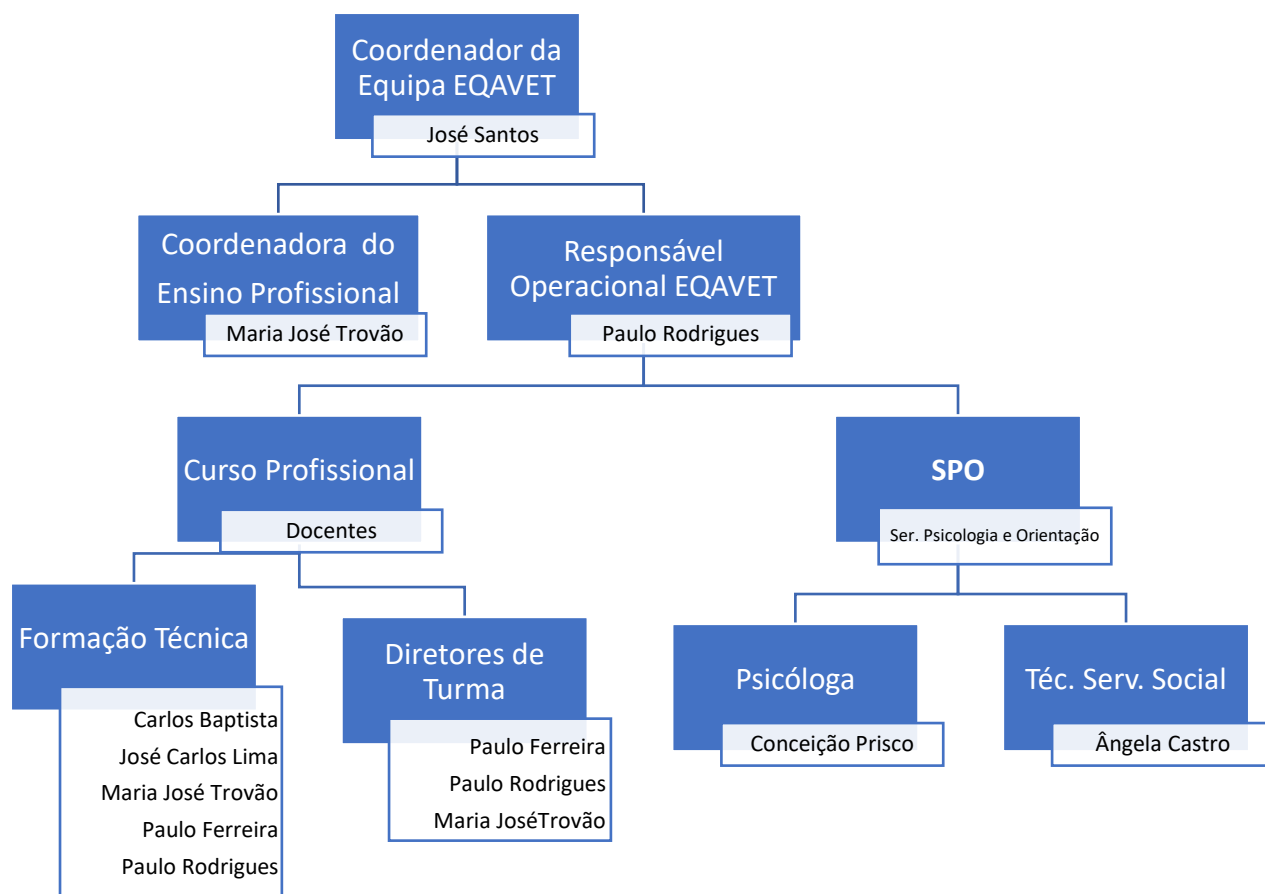 Coordenador da
Equipa EQAVET
José Santos
Coordenadora do
Ensino Profissional
Maria José Trovão
Responsável
Operacional EQAVET
Paulo Rodrigues
Curso Profissional
Docentes
SPO
Ser. Psicologia e Orientação
Formação Técnica
Carlos Baptista
José Carlos Lima
Maria José Trovão
Paulo Ferreira
Paulo Rodrigues
Diretores de
Turma
Paulo Ferreira
Paulo Rodrigues
Maria JoséTrovão
Psicóloga
Conceição Prisco
Téc. Serv. Social
Ângela Castro